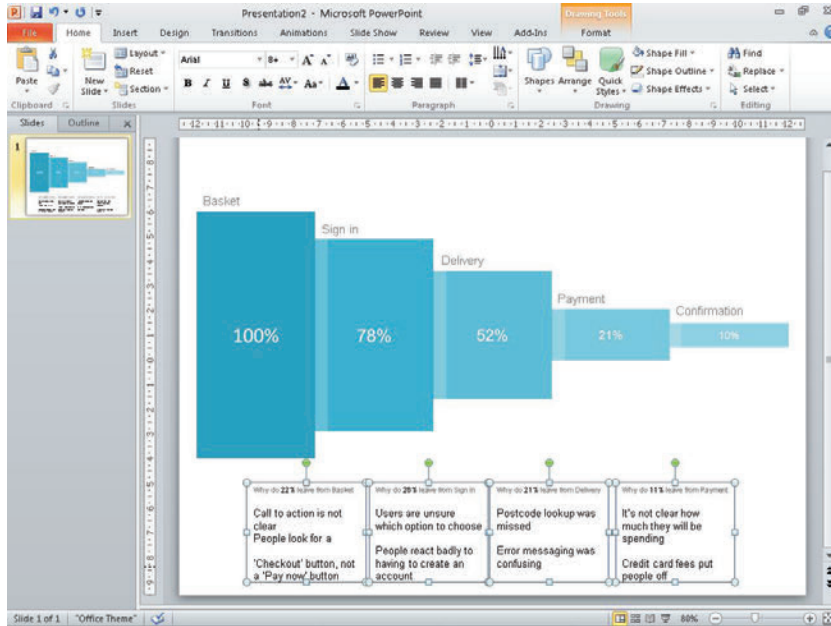 Presentation2 - Microsoft PowerPoint
Drawing Tools
File Home Insert Design Transitions Animations Slide Show Review View Add-Ins Format
Paste
Clipboard
New
Slide
Layout
Reset
Section
Slides
Arial 8+
B I U S abc AV Aa A
Font
Paragraph
Shapes
Arrange
Quick
Styles
Shape Fill
Shape Outline
Shape Effects
Drawing
Find
Replace
Select
Editing
Slides Outline
1
Basket
100%
Sign in
78%
Delivery
52%
Payment
21%
Confirmation
10%
Why do 22% leave from Basket
Call to action is not
clear
People look for a
'Checkout' button, not
a 'Pay now' button
Why do leave from Sign in
Users are unsure
which option to choose
People react badly to
having to create an
account
Why do 21% leave from Delivery
Postcode lookup was
missed
Error messaging was
confusing
Why do 11% leave from Payment
It's not clear how
much they will be
spending
Credit card fees put
people off
Slide 1 of 1 "Office Theme" 80%